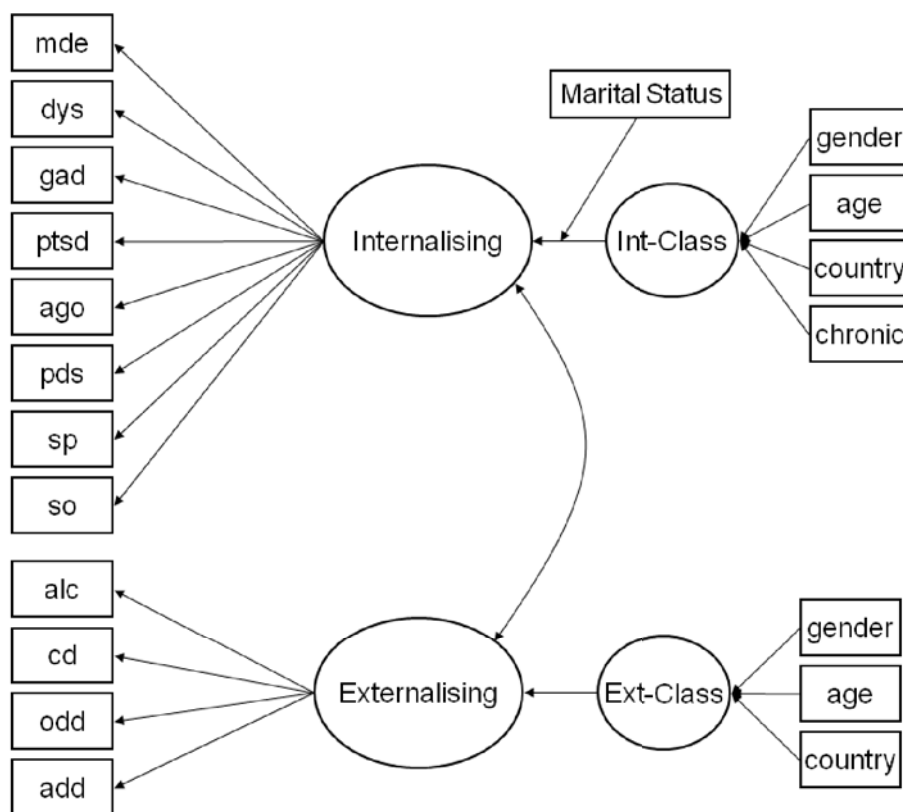 mde
dys
gad
ptsd
ago
pds
sp
so
Marital Status
Internalising
Int-Class
gender
age
country
chronic
alc
cd
odd
add
Externalising
Ext-Class
gender
age
country